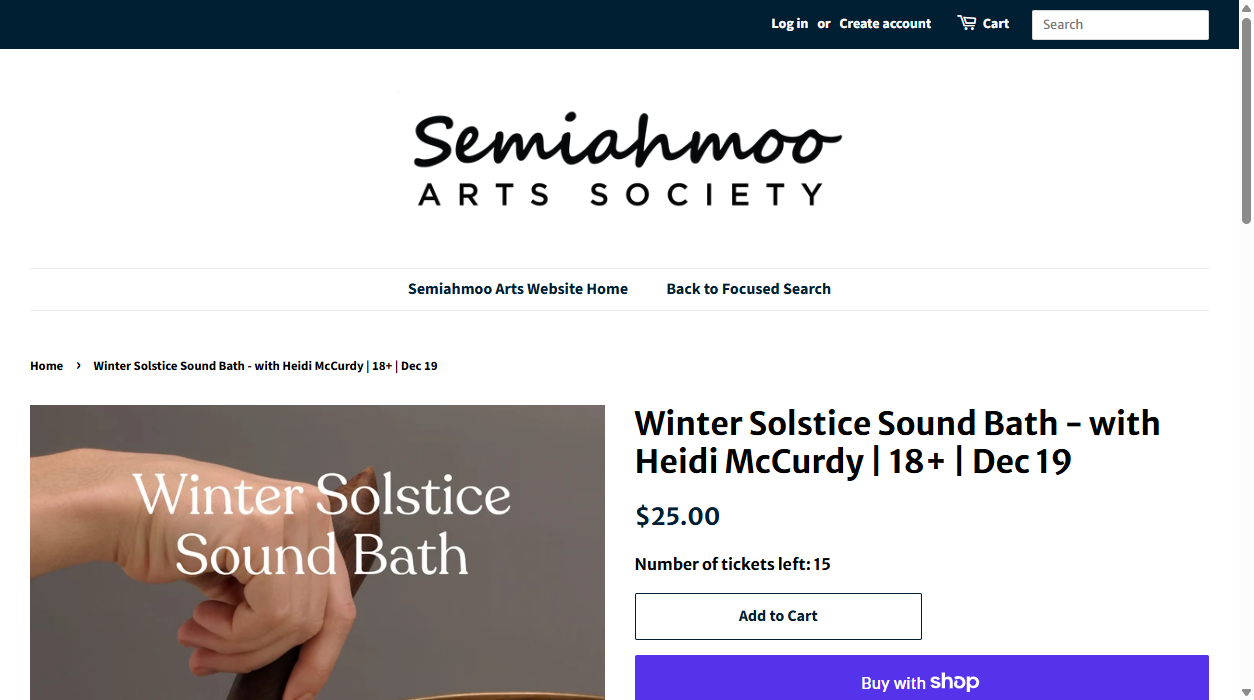 Log in or Create account Cart Search
Semiahmoo
ARTS SOCIETY
Semiahmoo Arts Website Home Back to Focused Search
Home › Winter Solstice Sound Bath - with Heidi McCurdy | 18+ | Dec 19
Winter Solstice
Sound Bath
Winter Solstice Sound Bath - with
Heidi McCurdy | 18+ | Dec 19
$25.00
Number of tickets left: 15
Add to Cart
Buy with shop